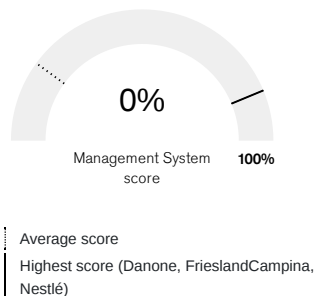 0%
Management System
score
100%
Average score
Highest score (Danone, FrieslandCampina,
Nestlé)